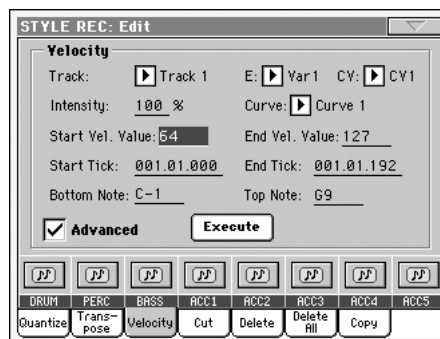 STYLE REC: Edit
Velocity
Track: Track 1 E: Var1 CV: CV1
Intensity: 100 % Curve: Curve 1
Start Vel. Value: 64 End Vel. Value: 127
Start Tick: 001.01.000 End Tick: 001.01.192
Bottom Note: C-1 Top Note: G9
Advanced Execute
DRUM PERC BASS ACC1 ACC2 ACC3 ACC4 ACC5
Quantize Trans-pose Velocity Cut Delete Delete All Copy